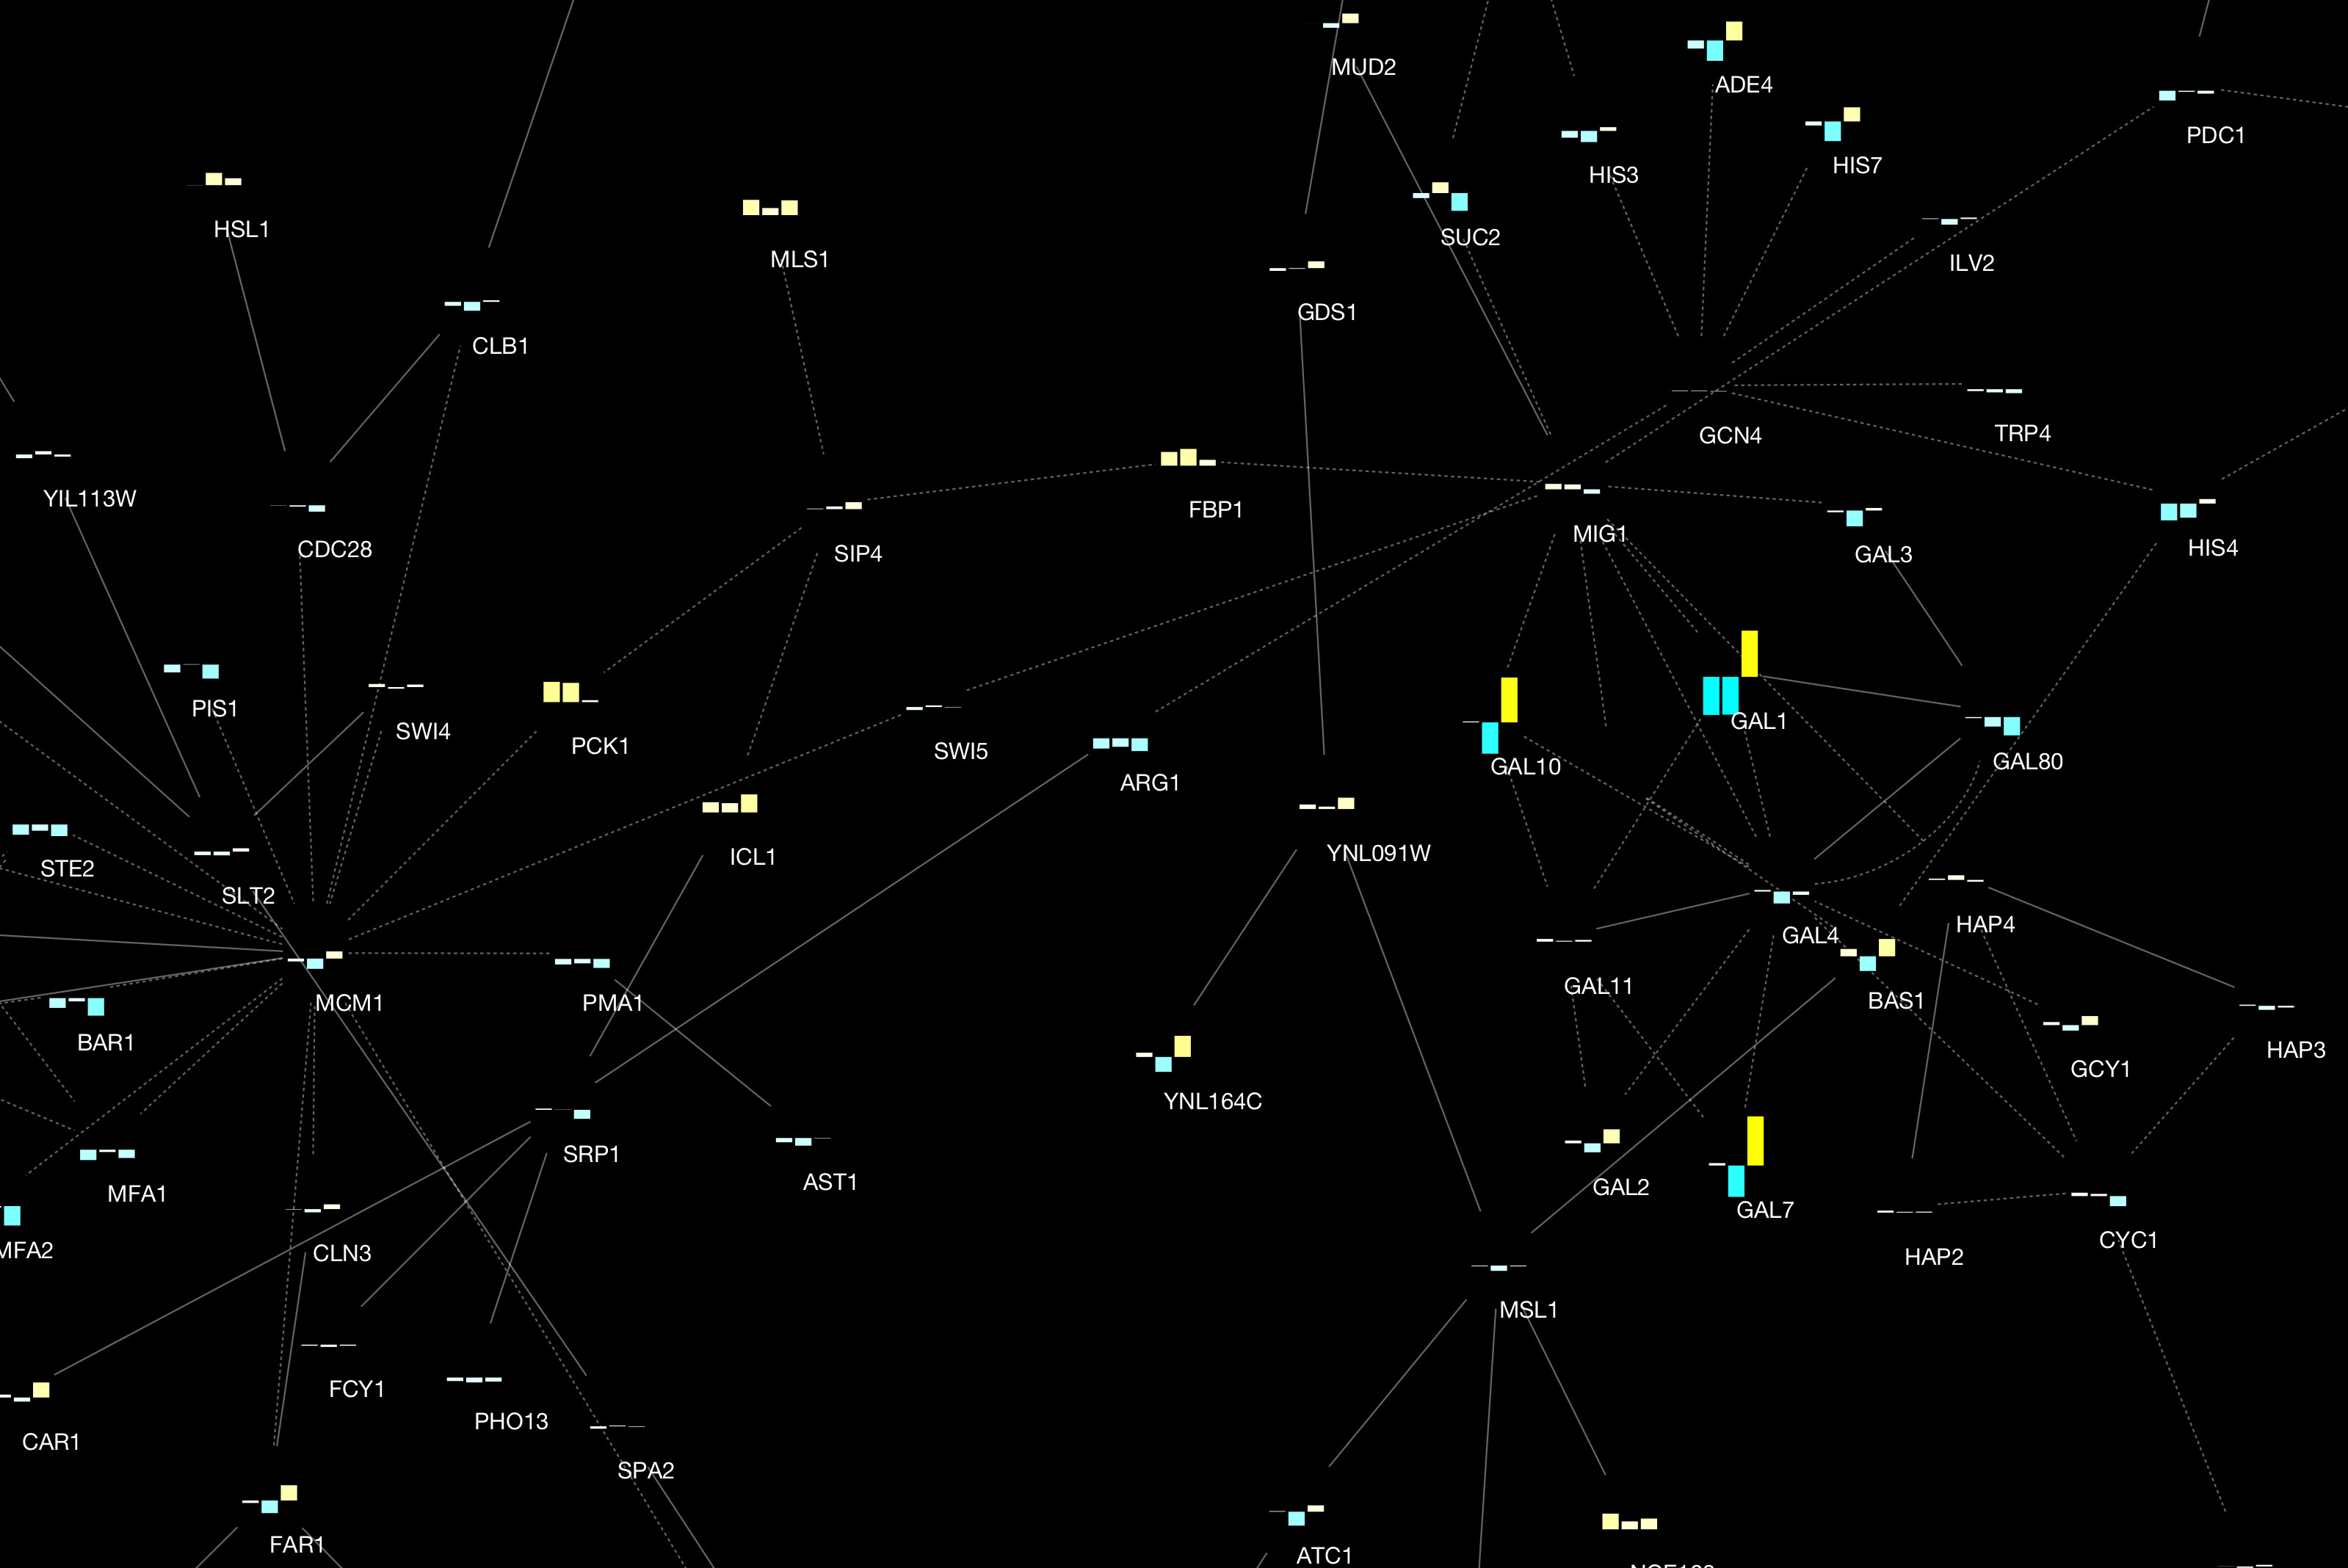 MUD2
ADE4
PDC1
HIS7
HIS3
HSL1
SUC2
MLS1
ILV2
GDS1
CLB1
TRP4
GCN4
YIL113W
FBP1
MIG1
HIS4
CDC28
SIP4
GAL3
PIS1
GAL1
SWI4
PCK1
SWI5
GAL80
GAL10
ARG1
YNL091W
ICL1
STE2
SLT2
HAP4
GAL4
GAL11
BAS1
MCM1
PMA1
BAR1
HAP3
GCY1
YNL164C
SRP1
AST1
GAL2
MFA1
GAL7
CYC1
MFA2
CLN3
HAP2
MSL1
FCY1
PHO13
CAR1
SPA2
FAR1
ATC1